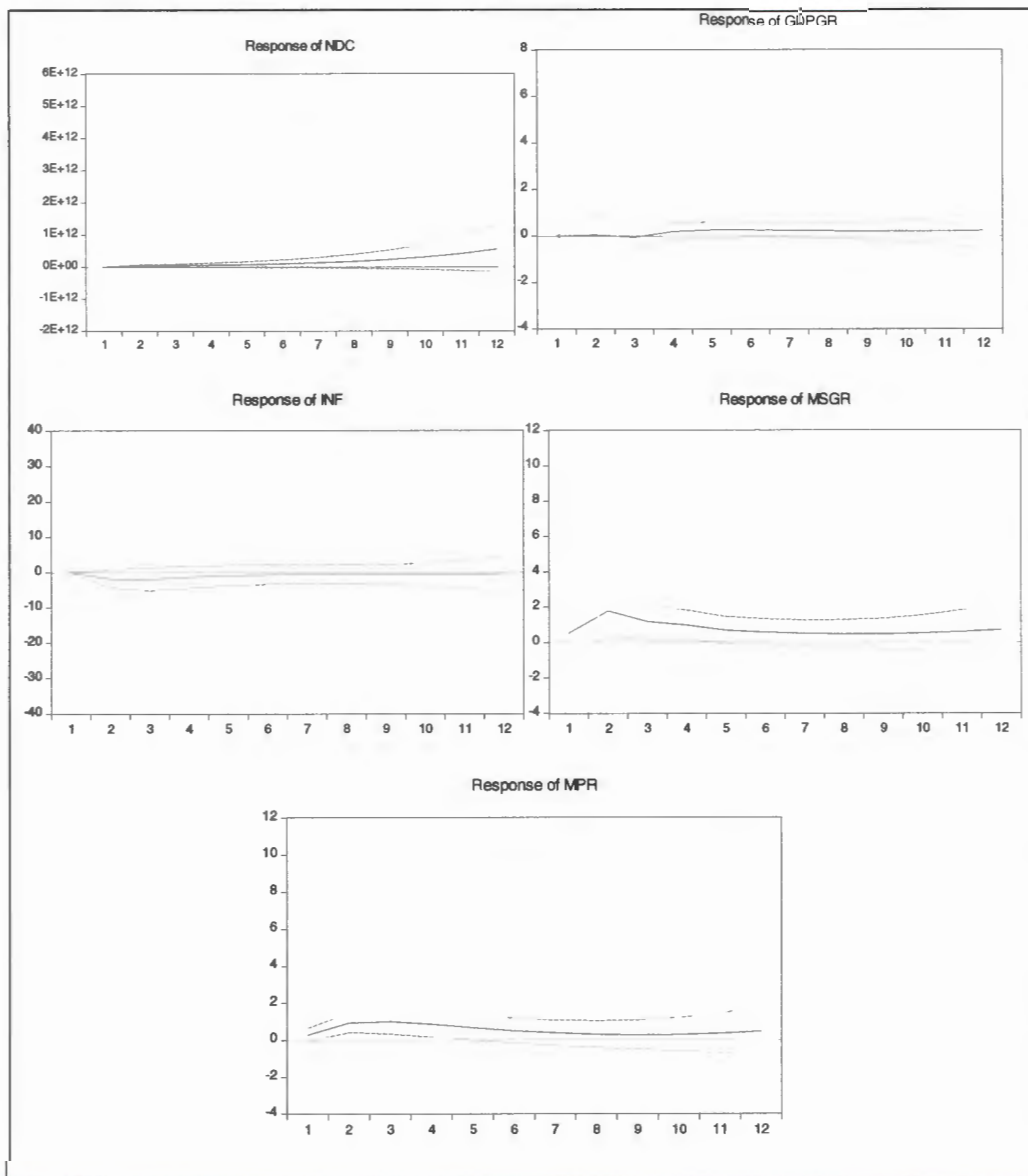 Response of NDC
6E+12
5E+12
4E+12
3E+12
2E+12
1E+12
0E+00
-1E+12
-2E+12
1 2 3 4 5 6 7 8 9 10 11 12
Response of GDPGR
8
6
4
2
0
-2
-4
1 2 3 4 5 6 7 8 9 10 11 12
Response of INF
40
30
20
10
0
-10
-20
-30
-40
1 2 3 4 5 6 7 8 9 10 11 12
Response of MSGR
12
10
8
6
4
2
0
-2
-4
1 2 3 4 5 6 7 8 9 10 11 12
Response of MPR
12
10
8
6
4
2
0
-2
-4
1 2 3 4 5 6 7 8 9 10 11 12